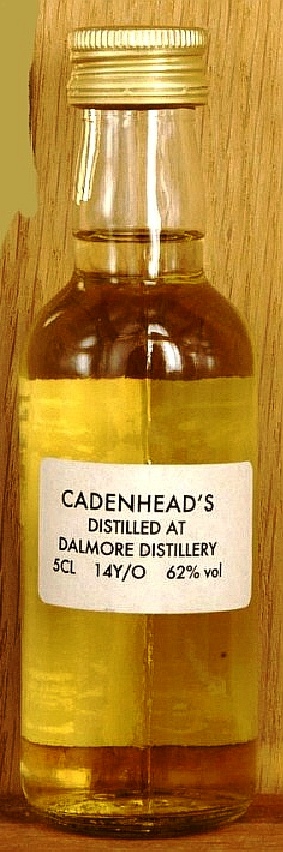 CADENHEAD'S
DISTILLED AT
DALMORE DISTILLERY
5CL 14Y/O 62% vol